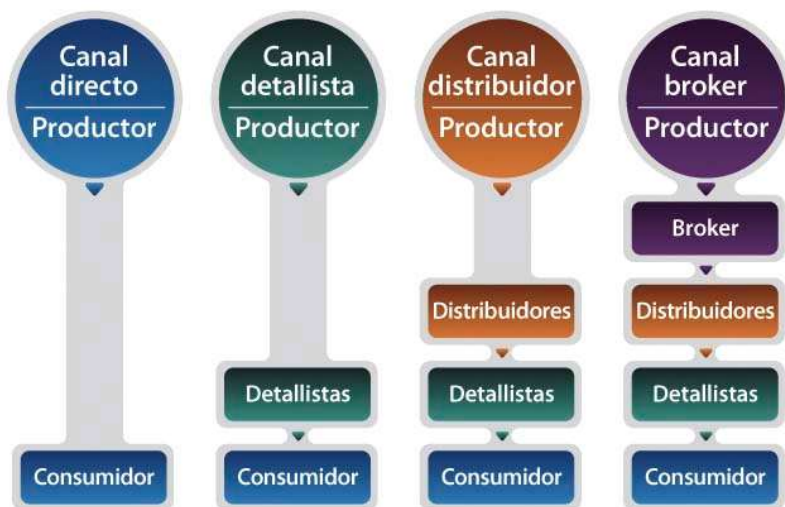 Canal
directo
Productor
Consumidor
Canal
detallista
Productor
Detallistas
Consumidor
Canal
distribuidor
Productor
Distribuidores
Detallistas
Consumidor
Canal
broker
Productor
Broker
Distribuidores
Detallistas
Consumidor